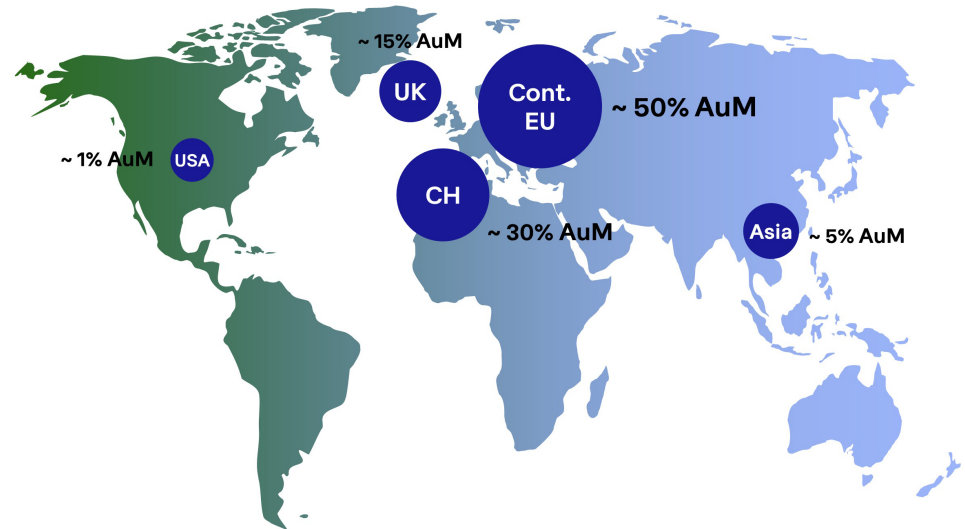 ~ 15% AuM
UK
Cont.
EU
~ 50% AuM
~ 1% AuM
USA
CH
~ 30% AuM
Asia
~ 5% AuM